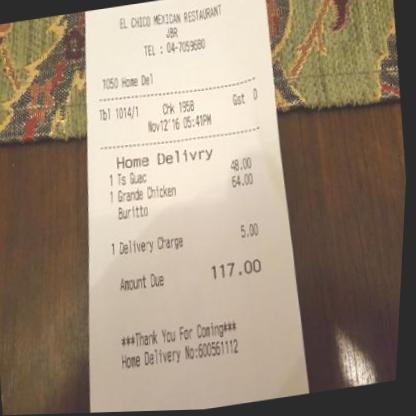 EL CHICO MEXICAN RESTAURANT
JBR
TEL : 04-7059680
7050 Home Del
Tbl 1014/1 Chk 1958 Gst 0
Nov12'16 05:41PM
Home Delivry
1 Ts Guac 48.00
1 Grande Chicken 64.00
Buritto
1 Delivery Charge 5.00
Amount Due 117.00
***Thank You For Coming***
Home Delivery No:600561112